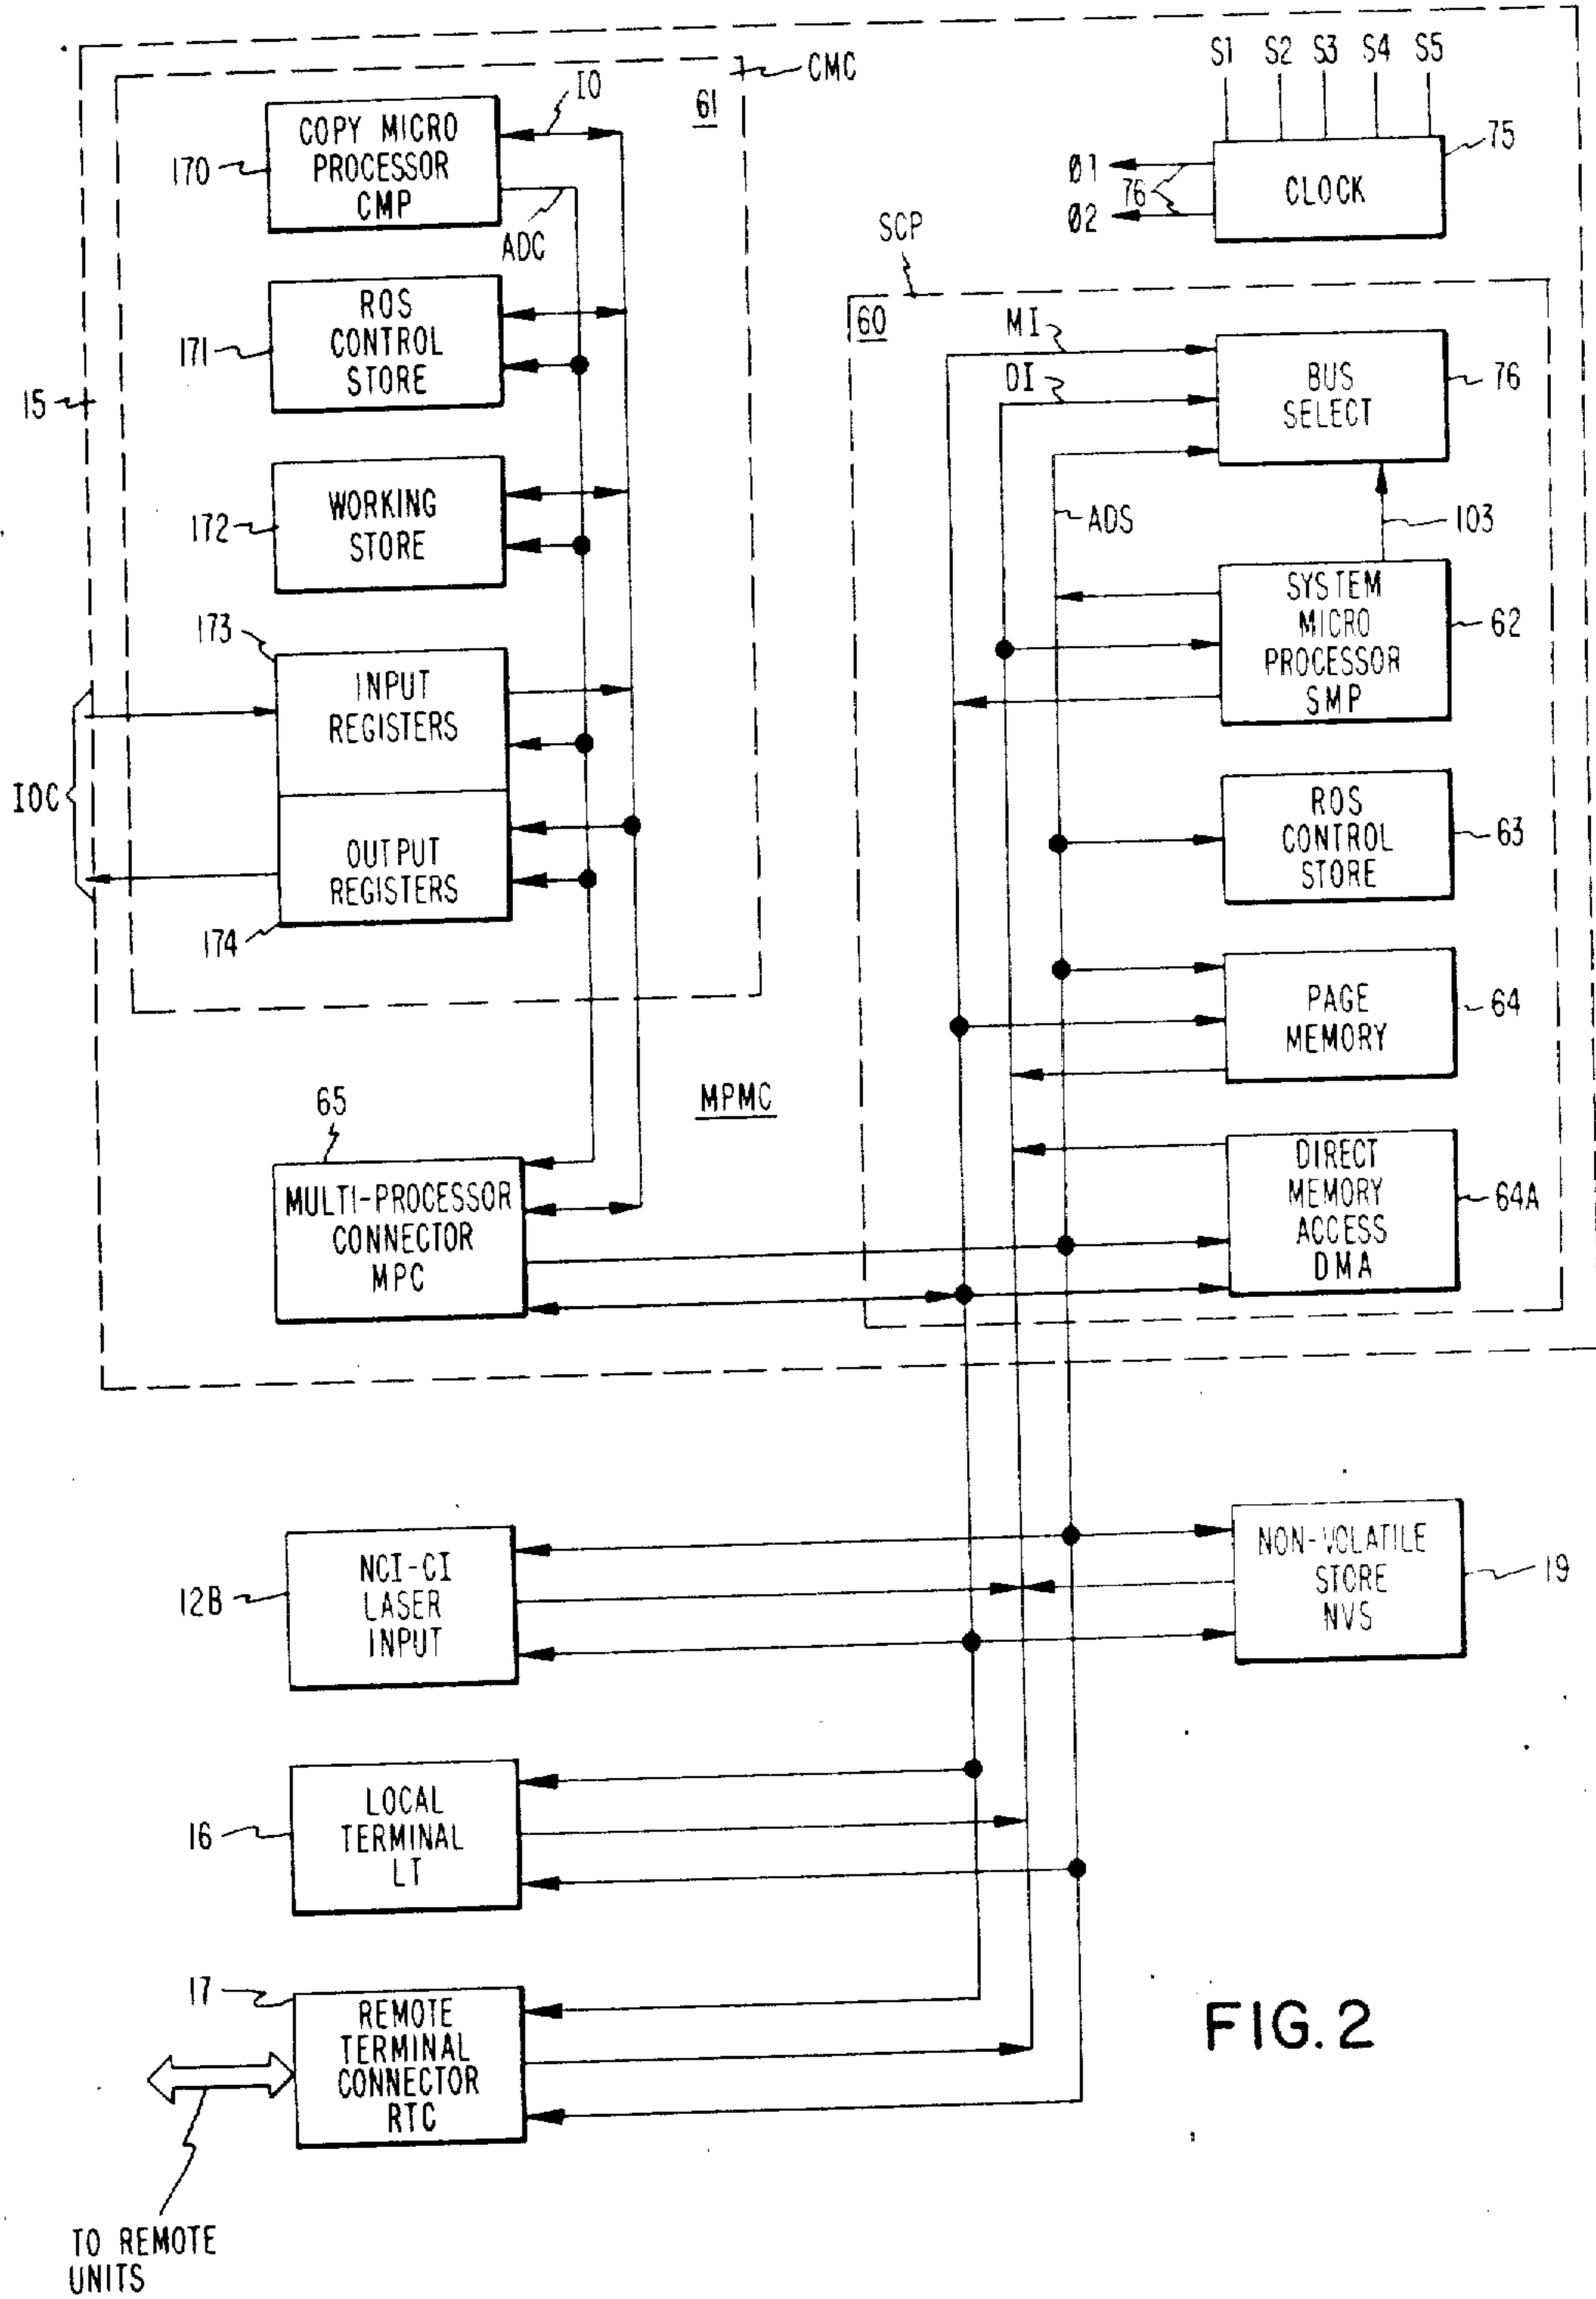 S1 S2 S3 S4 S5
CMC
61
IO
COPY MICRO
PROCESSOR
CMP
170
ADC
75
CLOCK
Ø1
76
Ø2
SCP
60
ROS
CONTROL
STORE
171
15
MI
DI
BUS
SELECT
76
ADS
103
WORKING
STORE
172
SYSTEM
MICRO
PROCESSOR
SMP
62
173
INPUT
REGISTERS
IOC
OUTPUT
REGISTERS
174
ROS
CONTROL
STORE
63
PAGE
MEMORY
64
MPMC
65
MULTI-PROCESSOR
CONNECTOR
MPC
DIRECT
MEMORY
ACCESS
DMA
64A
12B
NCI-CI
LASER
INPUT
NON-VOLATILE
STORE
NVS
19
16
LOCAL
TERMINAL
LT
17
REMOTE
TERMINAL
CONNECTOR
RTC
TO REMOTE
UNITS
FIG. 2